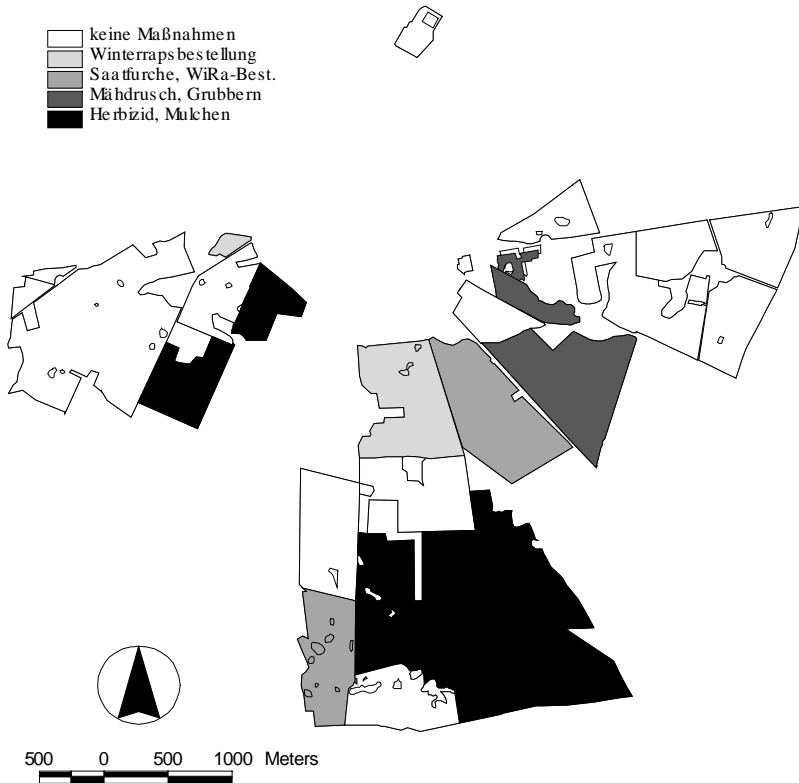 keine Maßnahmen
Winterrapsbestellung
Saatfurche, WiRa-Best.
Mähdrusch, Grubbern
Herbizid, Mulchen
500 0 500 1000 Meters